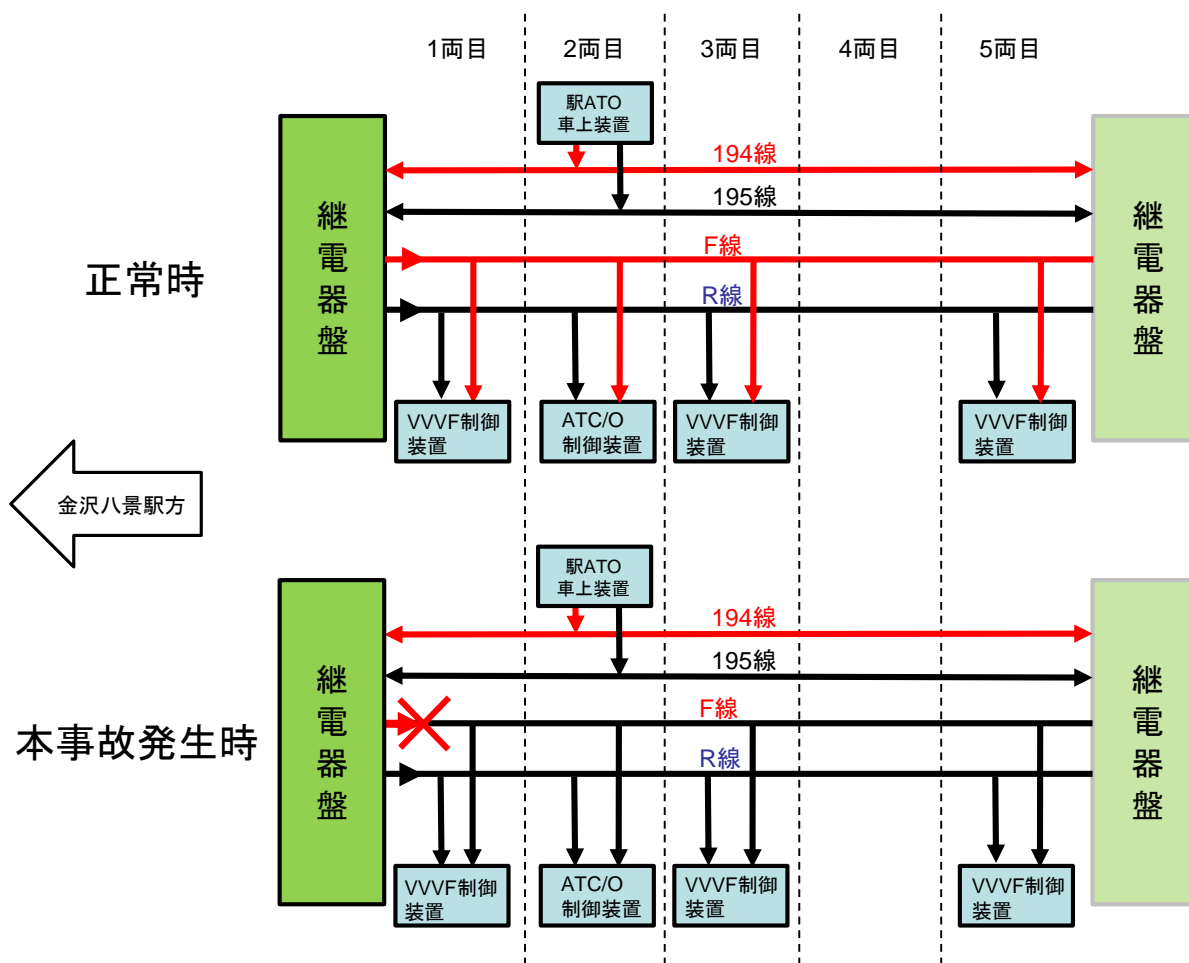 1両目
2両目
3両目
4両目
5両目
駅ATO
車上装置
194線
195線
継電器盤
継電器盤
正常時
F線
R線
VVVF制御
装置
ATC/O
制御装置
VVVF制御
装置
VVVF制御
装置
金沢八景駅方
駅ATO
車上装置
194線
195線
継電器盤
継電器盤
本事故発生時
F線
R線
VVVF制御
装置
ATC/O
制御装置
VVVF制御
装置
VVVF制御
装置